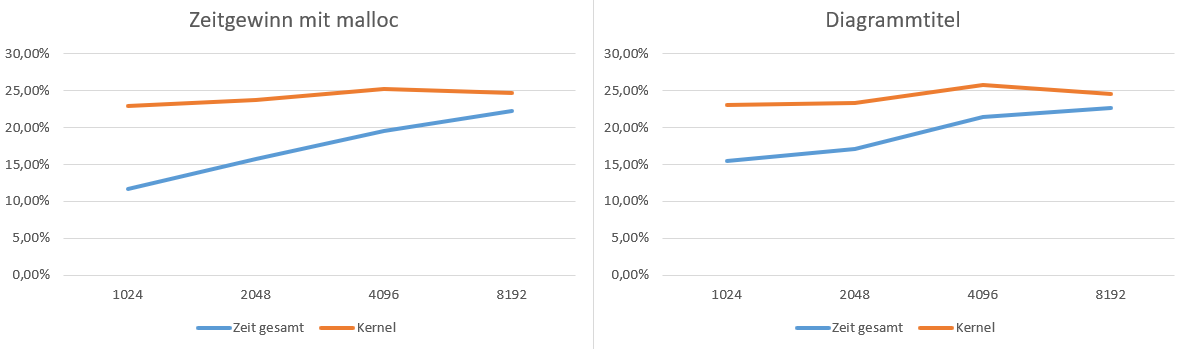 Zeitgewinn mit malloc
30,00%
25,00%
20,00%
15,00%
10,00%
5,00%
0,00%
1024 2048 4096 8192
Zeit gesamt Kernel
Diagrammtitel
30,00%
25,00%
20,00%
15,00%
10,00%
5,00%
0,00%
1024 2048 4096 8192
Zeit gesamt Kernel